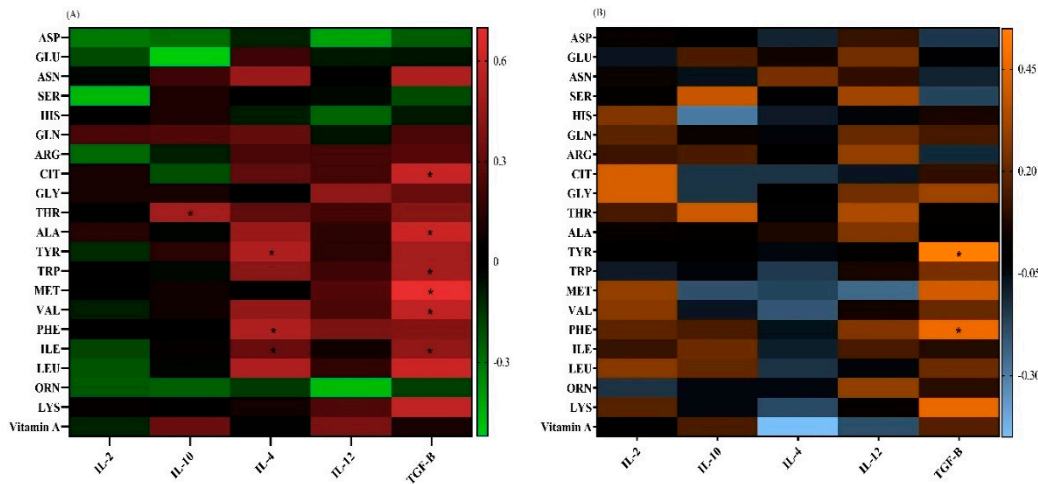 (A)
ASP
GLU
ASN
SER
HIS
GLN
ARG
CIT
GLY
THR
ALA
TYR
TRP
MET
VAL
PHE
ILE
LEU
ORN
LYS
Vitamin A
*
*
*
*
*
*
*
*
*
*
IL-2
IL-10
IL-4
IL-12
TGF-B
0.6
0.3
0
-0.3
(B)
ASP
GLU
ASN
SER
HIS
GLN
ARG
CIT
GLY
THR
ALA
TYR
TRP
MET
VAL
PHE
ILE
LEU
ORN
LYS
Vitamin A
*
*
IL-2
IL-10
IL-4
IL-12
TGF-B
0.45
0.20
-0.05
-0.30